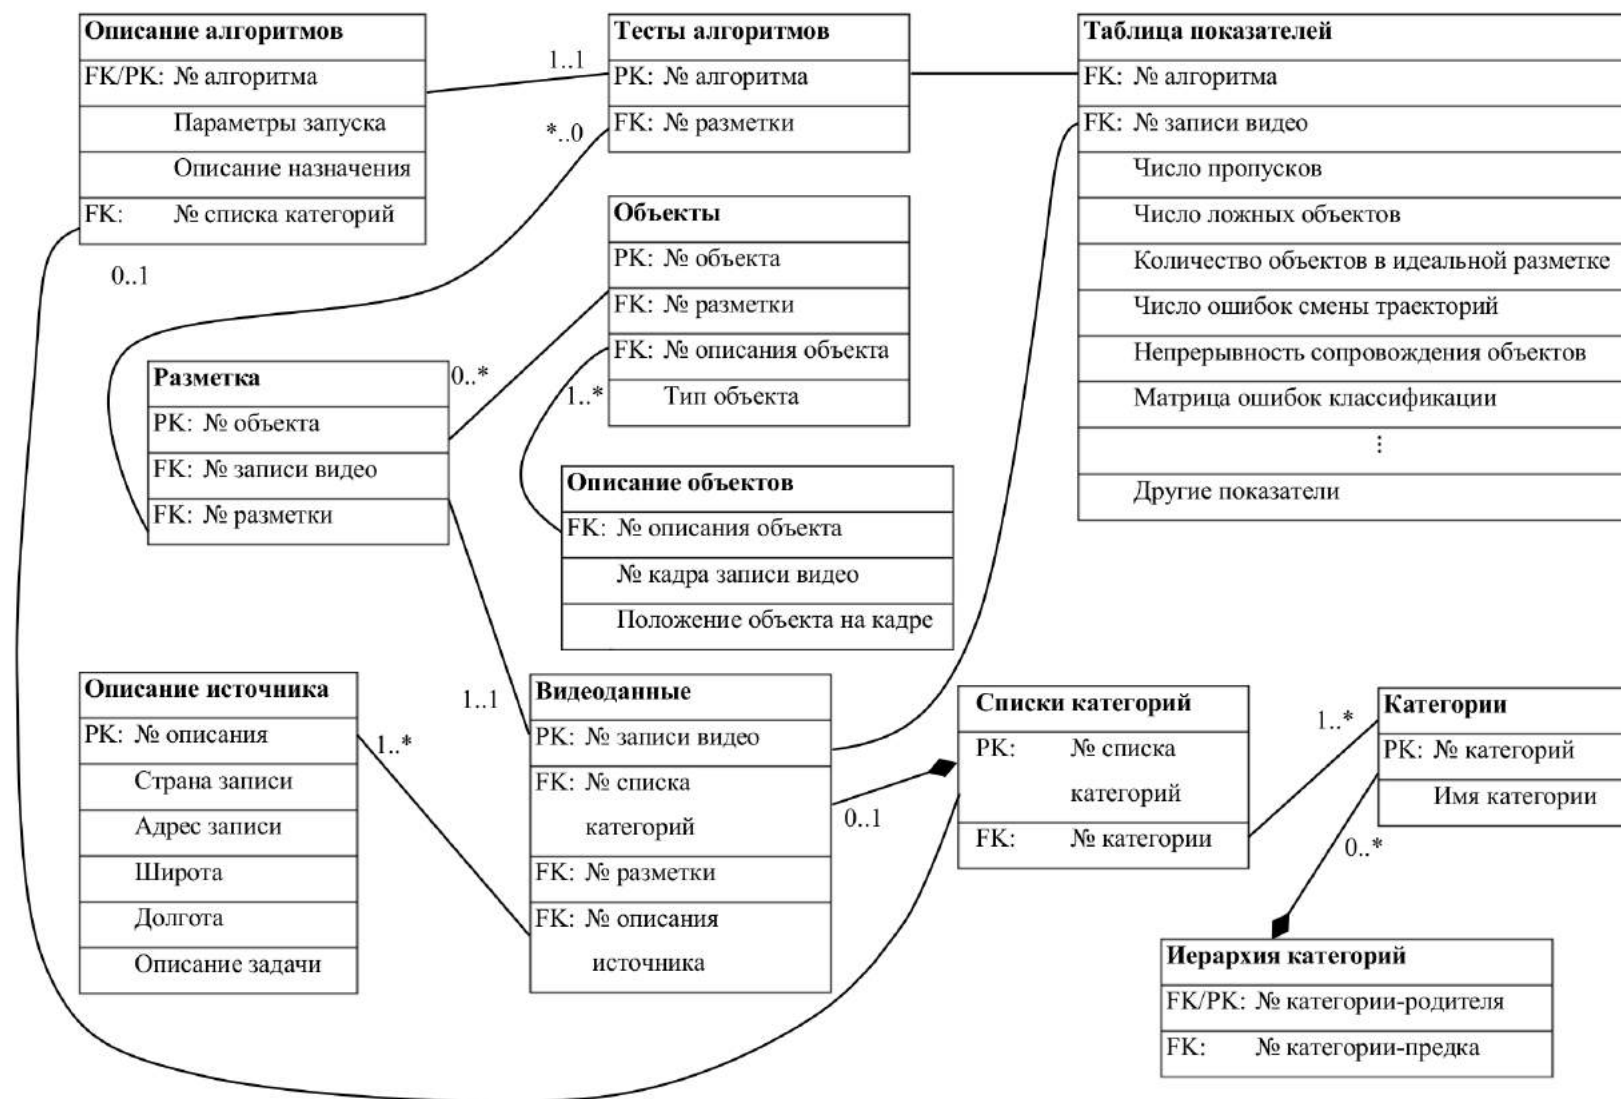 Описание алгоритмов
FK/PK: № алгоритма
Параметры запуска
Описание назначения
FK: № списка категорий
1..1
Тесты алгоритмов
PK: № алгоритма
FK: № разметки
*..0
Таблица показателей
FK: № алгоритма
FK: № записи видео
Число пропусков
Число ложных объектов
Количество объектов в идеальной разметке
Число ошибок смены траекторий
Непрерывность сопровождения объектов
Матрица ошибок классификации
⋮
Другие показатели
0..1
Объекты
PK: № объекта
FK: № разметки
FK: № описания объекта
Тип объекта
Разметка
PK: № объекта
FK: № записи видео
FK: № разметки
0..*
1..*
Описание объектов
FK: № описания объекта
№ кадра записи видео
Положение объекта на кадре
Описание источника
PK: № описания
Страна записи
Адрес записи
Широта
Долгота
Описание задачи
1..*
1..1
Видеоданные
PK: № записи видео
FK: № списка
категорий
FK: № разметки
FK: № описания
источника
0..1
Списки категорий
PK: № списка
категорий
FK: № категории
1..*
Категории
PK: № категорий
Имя категории
0..*
Иерархия категорий
FK/PK: № категории-родителя
FK: № категории-предка